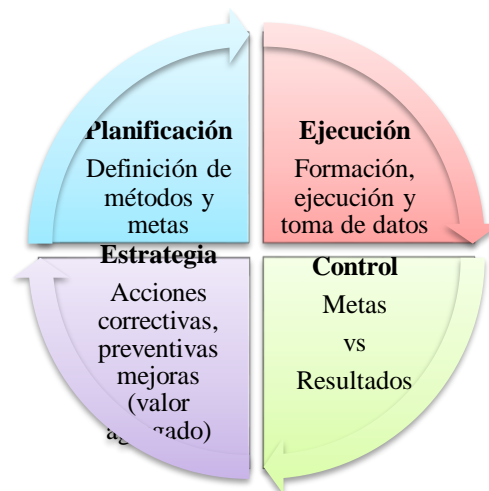 Planificación
Definición de
métodos y
metas
Ejecución
Formación,
ejecución y
toma de datos
Estrategia
Acciones
correctivas,
preventivas
mejoras
(valor
agregado)
Control
Metas
vs
Resultados